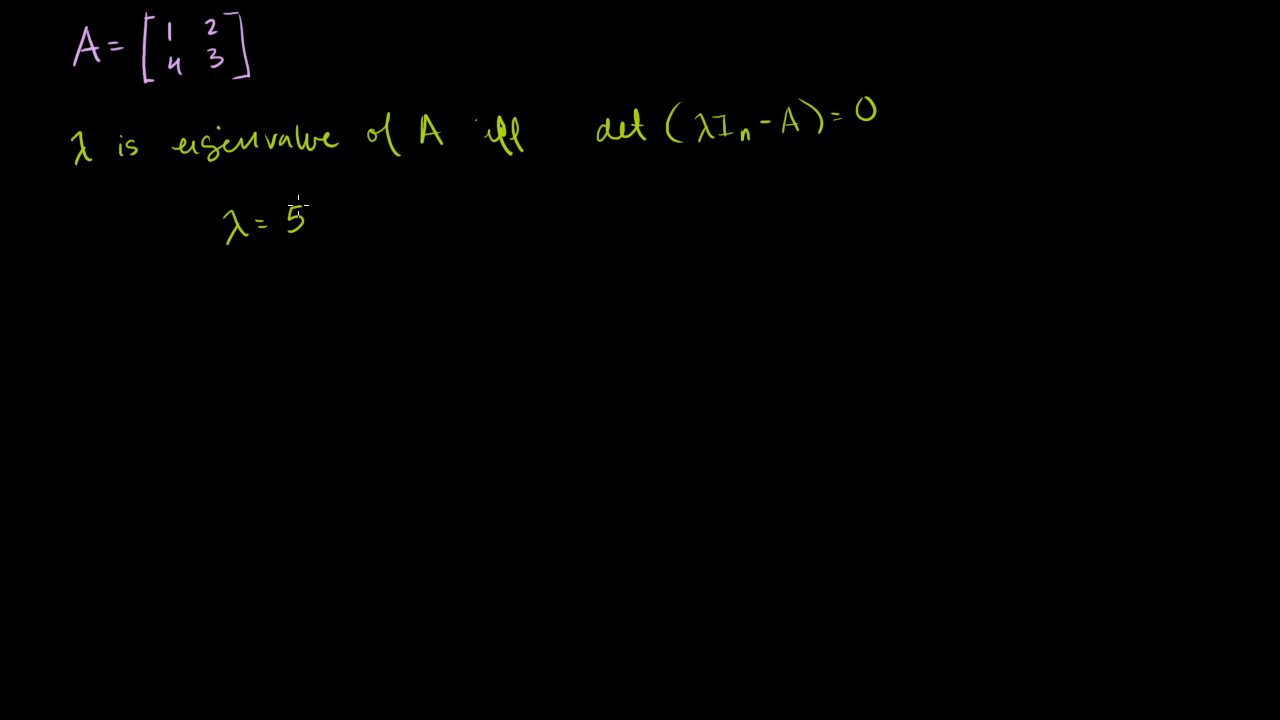 A = [1 2
4 3]
λ is eigenvalue of A iff det (λIₙ - A) = 0
λ = 5